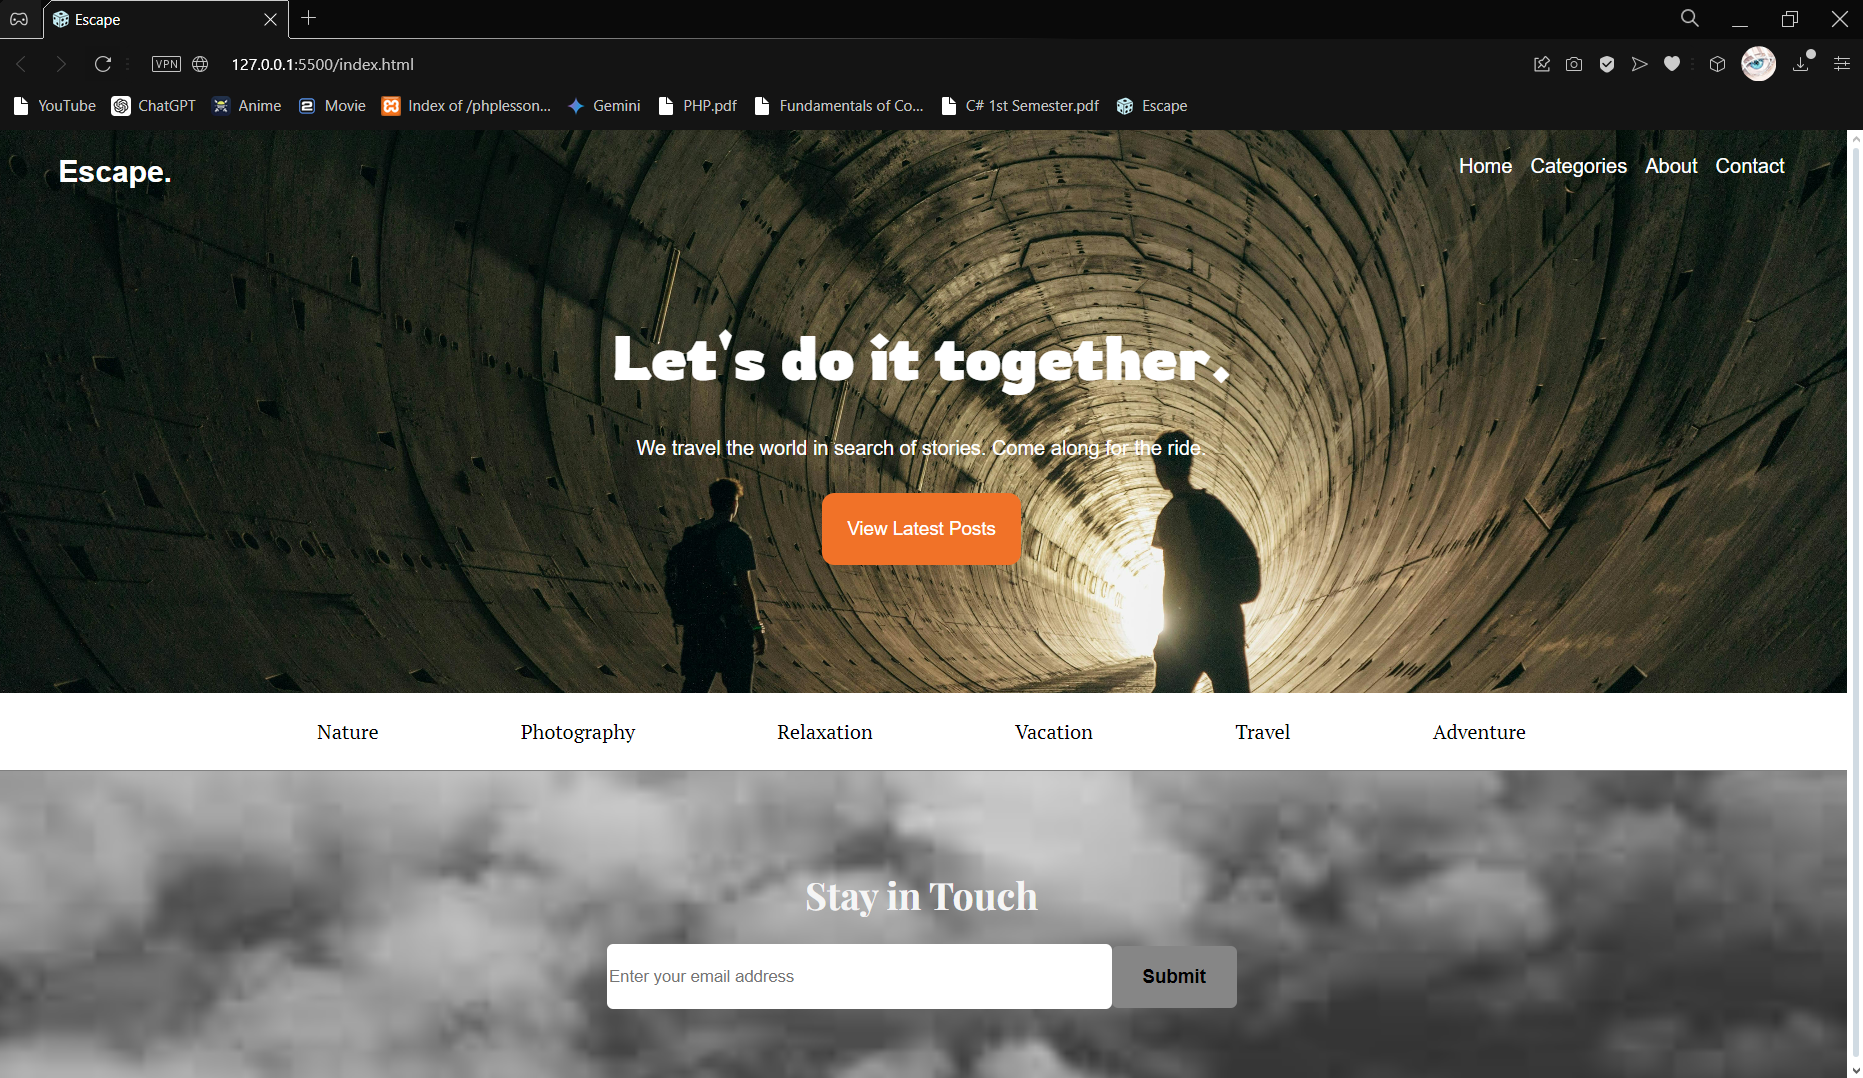 Escape
VPN 127.0.0.1:5500/index.html
YouTube ChatGPT Anime Movie Index of /phplesson... Gemini PHP.pdf Fundamentals of Co... C# 1st Semester.pdf Escape
Escape. Home Categories About Contact
Let's do it together.
We travel the world in search of stories. Come along for the ride.
View Latest Posts
Nature Photography Relaxation Vacation Travel Adventure
Stay in Touch
Enter your email address Submit